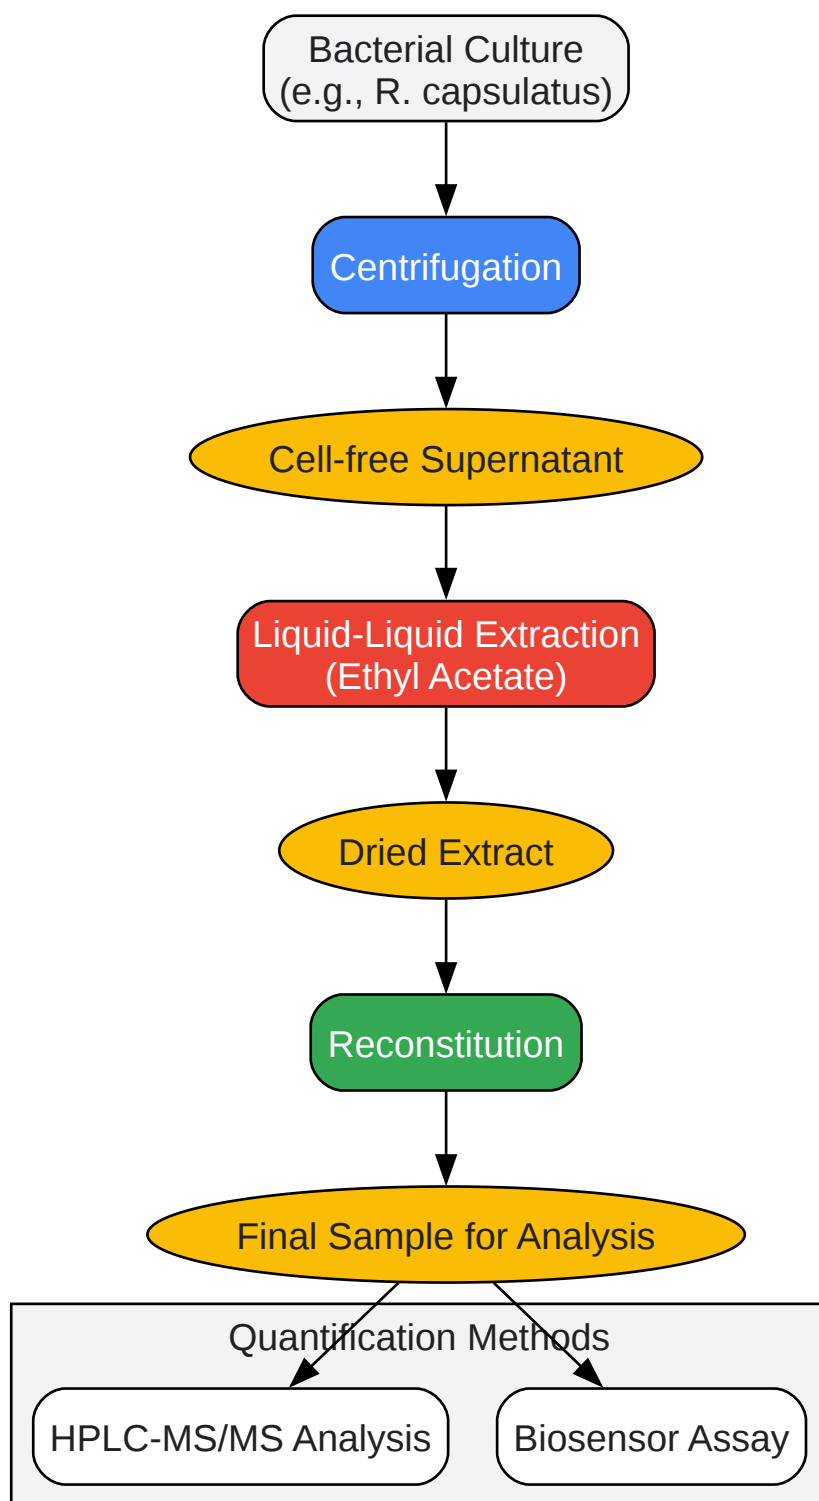 Bacterial Culture
(e.g., R. capsulatus)
Centrifugation
Cell-free Supernatant
Liquid-Liquid Extraction
(Ethyl Acetate)
Dried Extract
Reconstitution
Final Sample for Analysis
Quantification Methods
HPLC-MS/MS Analysis
Biosensor Assay